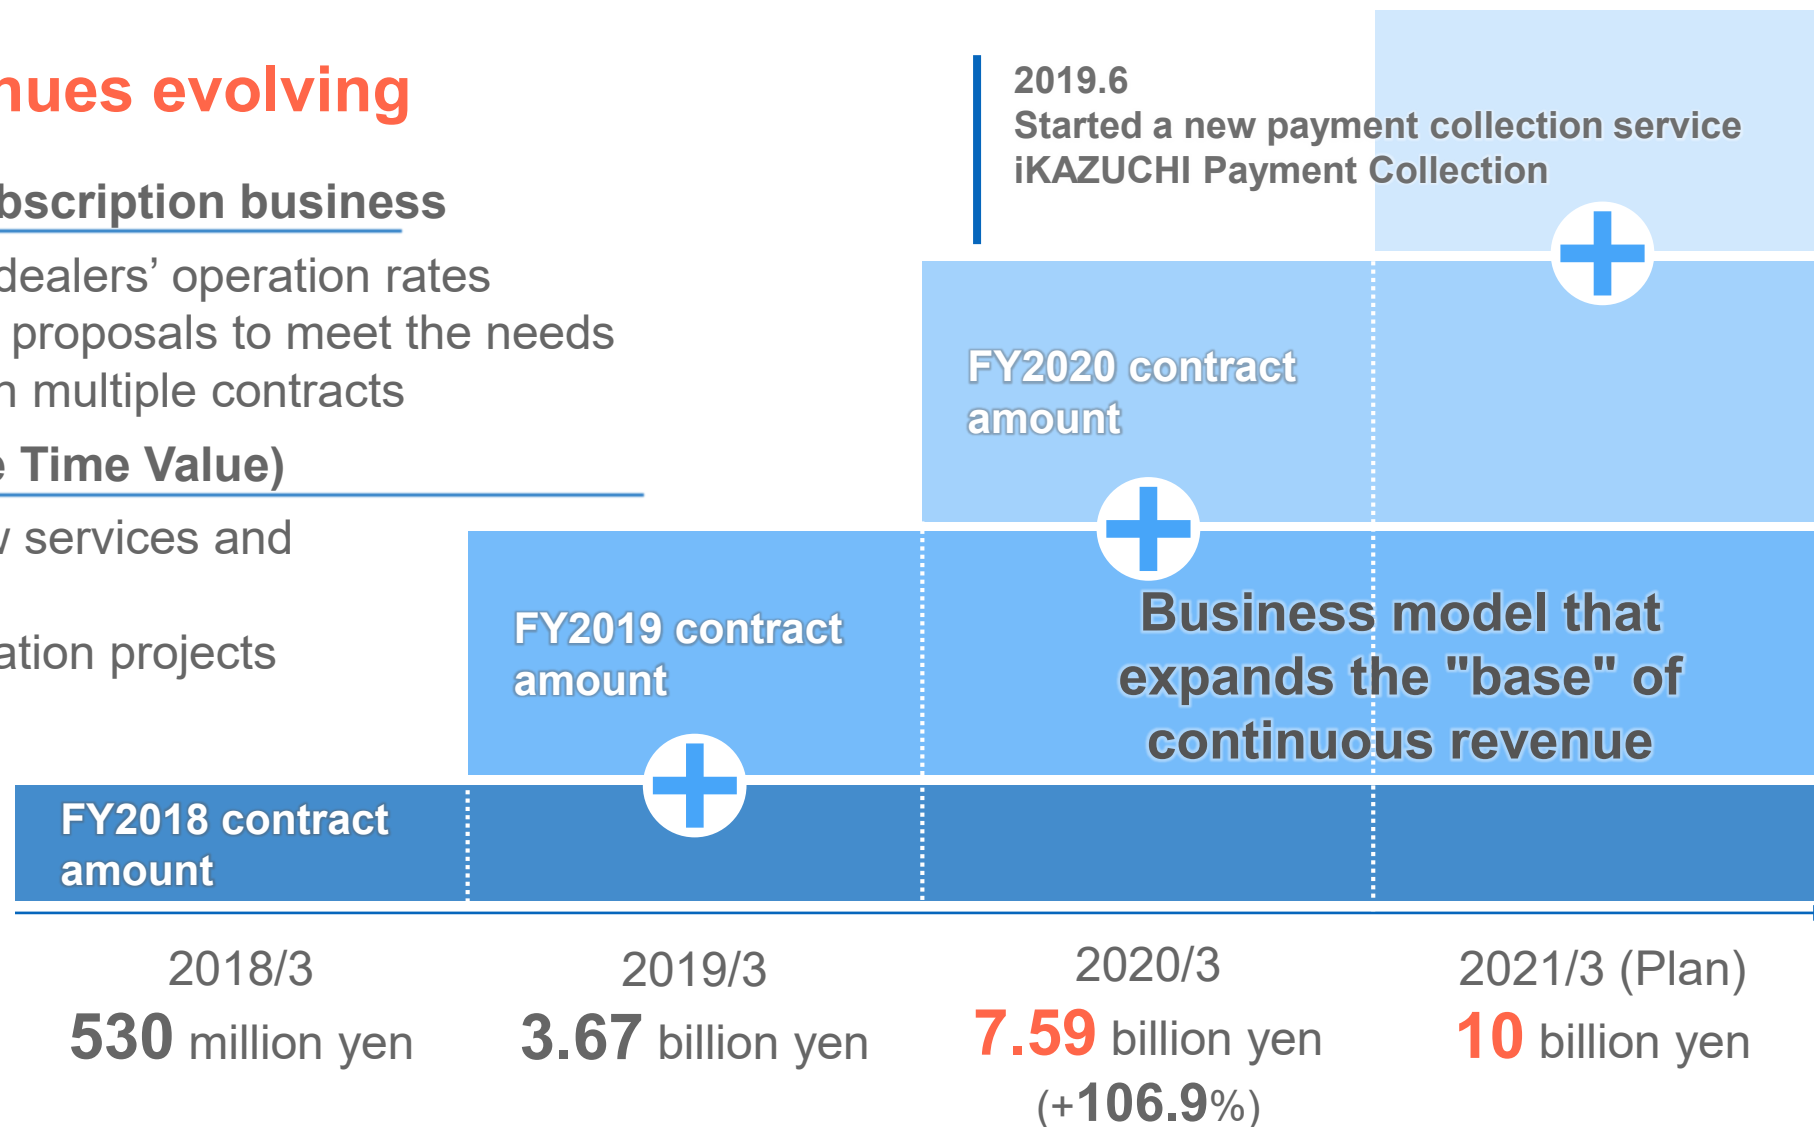 nues evolving
bscription business
dealers’ operation rates
proposals to meet the needs
n multiple contracts
e Time Value)
w services and
ation projects
2019.6
Started a new payment collection service
iKAZUCHI Payment Collection
FY2020 contract
amount
FY2019 contract
amount
Business model that
expands the "base" of
continuous revenue
FY2018 contract
amount
2018/3
530 million yen
2019/3
3.67 billion yen
2020/3
7.59 billion yen
(+106.9%)
2021/3 (Plan)
10 billion yen